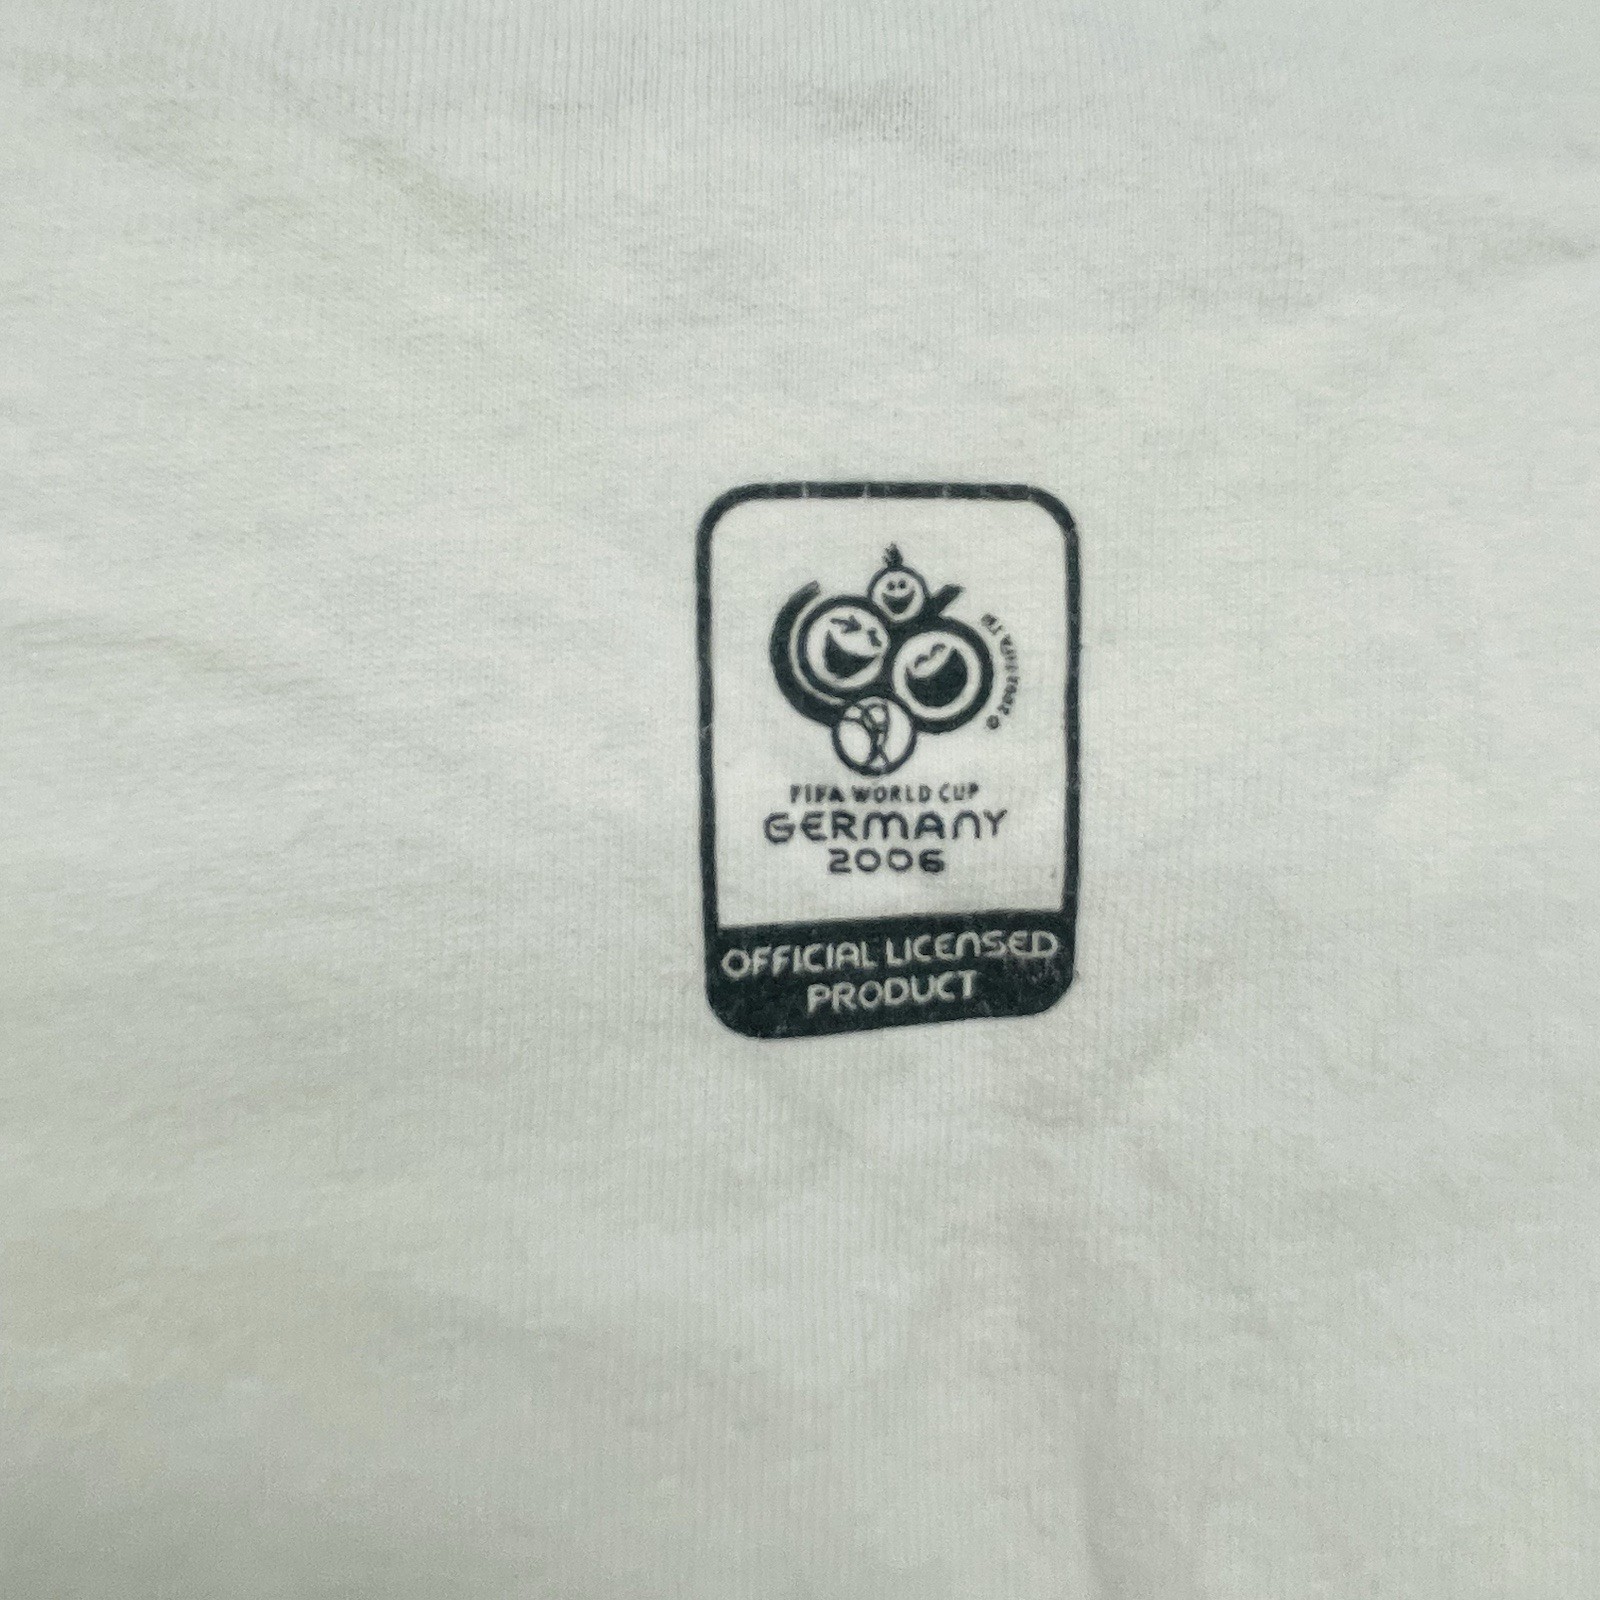 FIFA WORLD CUP
GERMANY
2006
OFFICIAL LICENSED
PRODUCT